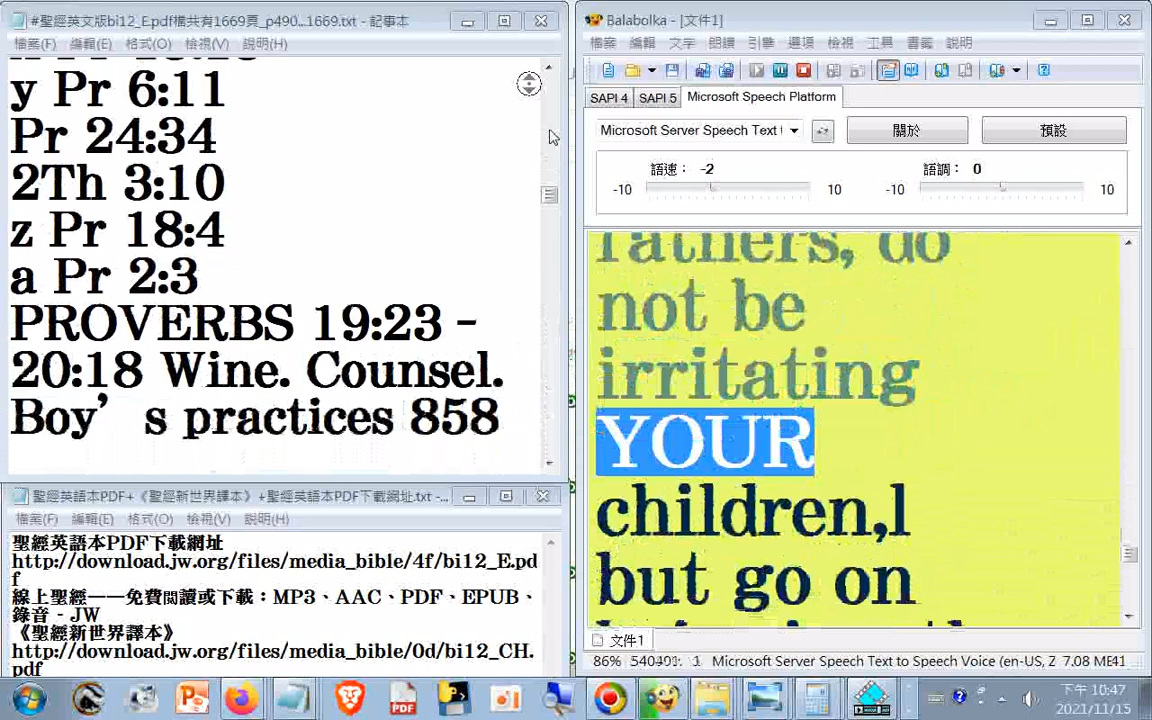 #聖經英文版bi12_E.pdf檔共有1669頁_p490...1669.txt - 記事本
檔案(F) 編輯(E) 格式(O) 檢視(V) 說明(H)
y Pr 6:11
Pr 24:34
2Th 3:10
z Pr 18:4
a Pr 2:3
PROVERBS 19:23 –
20:18 Wine. Counsel.
Boy’s practices 858
聖經英語本PDF+《聖經新世界譯本》+聖經英語本PDF下載網址.txt -...
檔案(F) 編輯(E) 格式(O) 檢視(V) 說明(H)
聖經英語本PDF下載網址
http://download.jw.org/files/media_bible/4f/bi12_E.pd
f
線上聖經——免費閱讀或下載：MP3、AAC、PDF、EPUB、
錄音 - JW
《聖經新世界譯本》
http://download.jw.org/files/media_bible/0d/bi12_CH.
pdf
Balabolka - [文件1]
檔案 編輯 文字 朗讀 引擎 選項 檢視 工具 書籤 說明
SAPI 4 SAPI 5 Microsoft Speech Platform
Microsoft Server Speech Text 關於 預設
語速： -2 語調： 0
-10 10 -10 10
fathers, do
not be
irritating
YOUR
children,l
but go on
文件1
86% 1 Microsoft Server Speech Text to Speech Voice (en-US, Z 7.08 ME
下午 10:47
2021/11/15